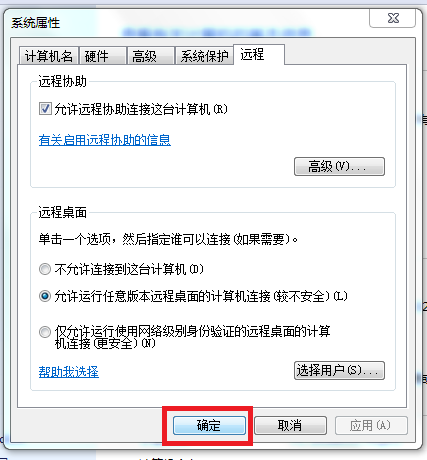 系统属性
计算机名 硬件 高级 系统保护 远程
远程协助
允许远程协助连接这台计算机(R)
有关启用远程协助的信息
高级(V)...
远程桌面
单击一个选项，然后指定谁可以连接(如果需要)。
不允许连接到这台计算机(D)
允许运行任意版本远程桌面的计算机连接(较不安全)(L)
仅允许运行使用网络级别身份验证的远程桌面的计算
机连接(更安全)(N)
帮助我选择
选择用户(S)...
确定 取消 应用(A)